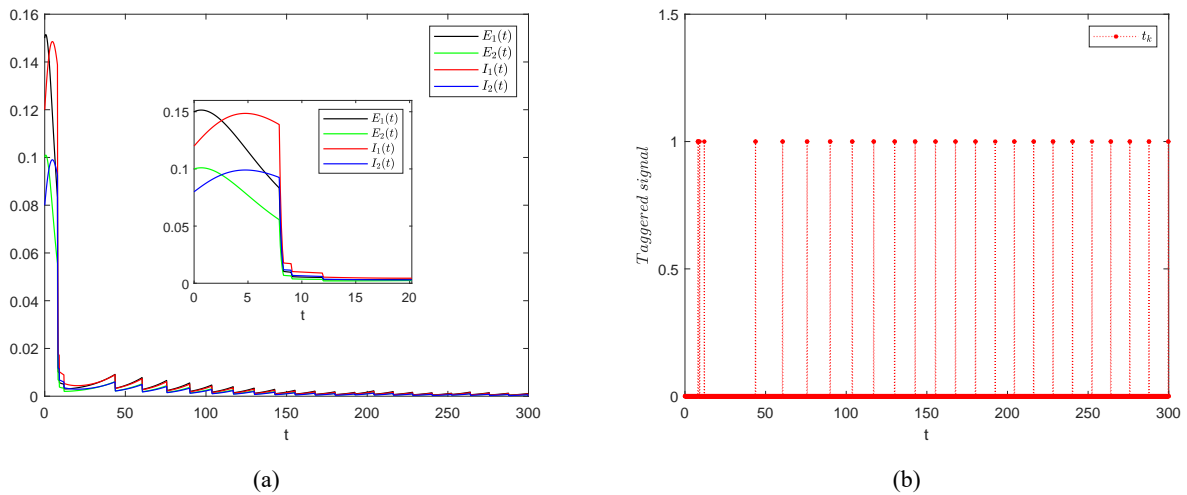 0.16
0.14
0.12
0.1
0.08
0.06
0.04
0.02
0
0 50 100 150 200 250 300
t
E₁(t)
E₂(t)
I₁(t)
I₂(t)
0.15
0.1
0.05
0
0 5 10 15 20
t
E₁(t)
E₂(t)
I₁(t)
I₂(t)
(a)
1.5
1
0.5
0
Taggered signal
0 50 100 150 200 250 300
t
tₖ
(b)